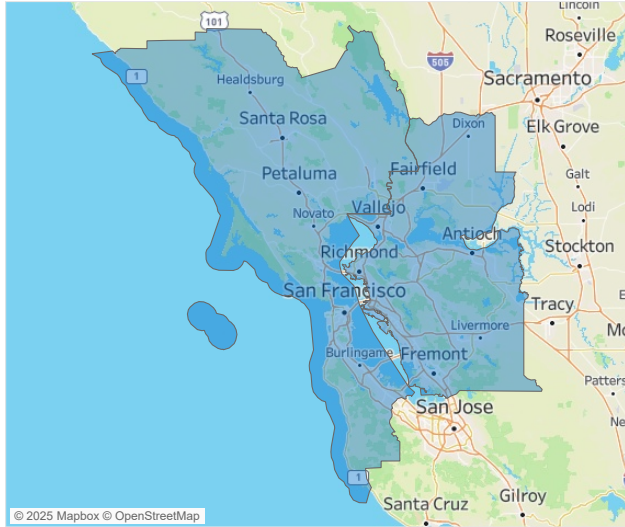 Lincoln
101
Roseville
505
1
Healdsburg
Sacramento
Santa Rosa
Dixon
Elk Grove
Petaluma
Fairfield
Galt
Novato
Vallejo
Lodi
Antioch
Stockton
Richmond
San Francisco
Tracy
Livermore
Burlingame
Fremont
Patters
San Jose
1
Gilroy
Santa Cruz
© 2025 Mapbox © OpenStreetMap